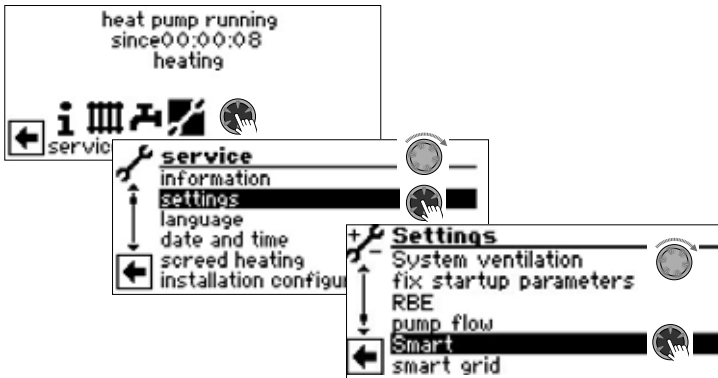 heat pump running
since00:00:08
heating
servic
service
information
settings
language
date and time
screed heating
installation configu
Settings
System ventilation
fix startup parameters
RBE
pump flow
Smart
smart grid